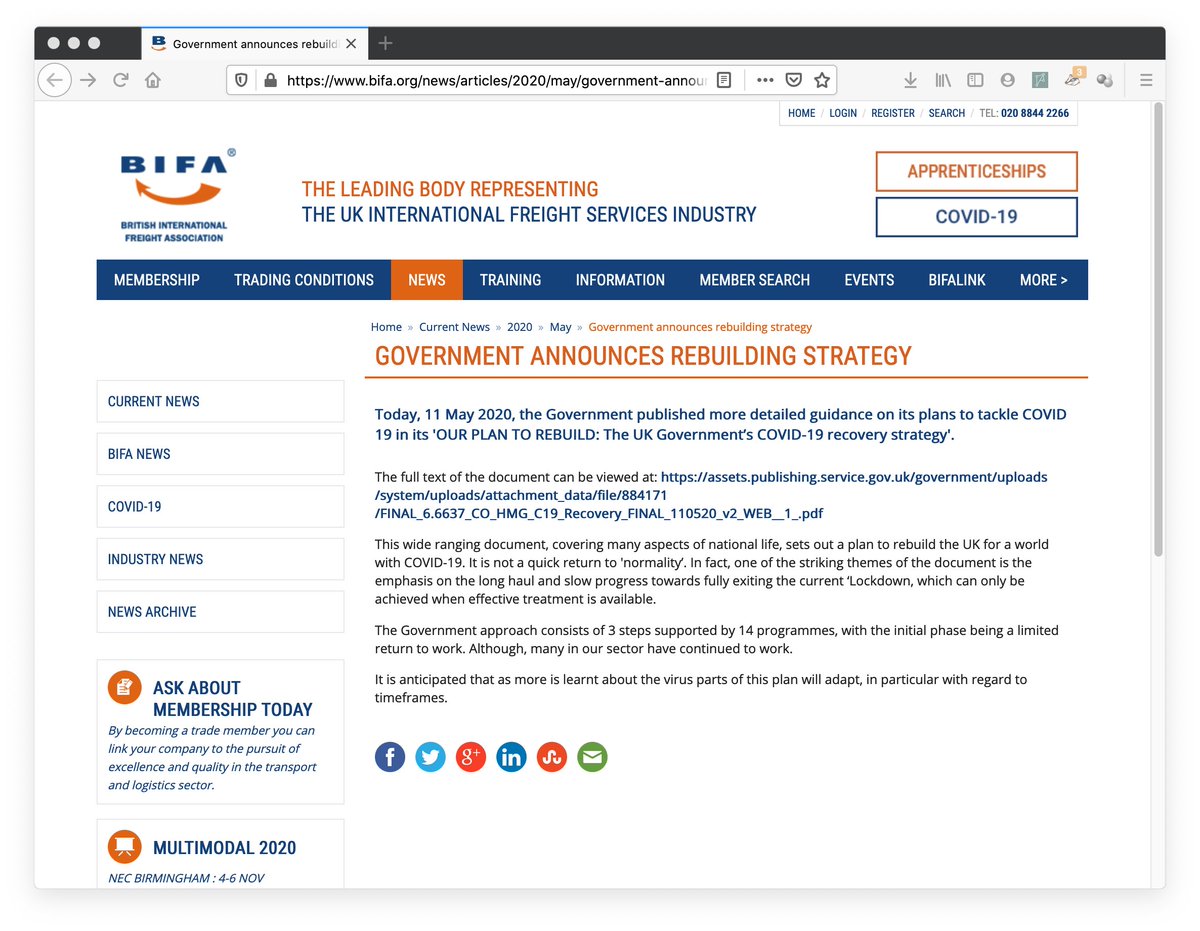 Government announces rebuild
https://www.bifa.org/news/articles/2020/may/government-annou
3
HOME / LOGIN / REGISTER / SEARCH / TEL: 020 8844 2266
BIFA®
BRITISH INTERNATIONAL
FREIGHT ASSOCIATION
THE LEADING BODY REPRESENTING
THE UK INTERNATIONAL FREIGHT SERVICES INDUSTRY
APPRENTICESHIPS
COVID-19
MEMBERSHIP TRADING CONDITIONS NEWS TRAINING INFORMATION MEMBER SEARCH EVENTS BIFALINK MORE >
Home » Current News » 2020 » May » Government announces rebuilding strategy
GOVERNMENT ANNOUNCES REBUILDING STRATEGY
CURRENT NEWS
BIFA NEWS
COVID-19
INDUSTRY NEWS
NEWS ARCHIVE
ASK ABOUT
MEMBERSHIP TODAY
By becoming a trade member you can
link your company to the pursuit of
excellence and quality in the transport
and logistics sector.
MULTIMODAL 2020
NEC BIRMINGHAM : 4-6 NOV
Today, 11 May 2020, the Government published more detailed guidance on its plans to tackle COVID
19 in its 'OUR PLAN TO REBUILD: The UK Government’s COVID-19 recovery strategy'.
The full text of the document can be viewed at: https://assets.publishing.service.gov.uk/government/uploads
/system/uploads/attachment_data/file/884171
/FINAL_6.6637_CO_HMG_C19_Recovery_FINAL_110520_v2_WEB__1_.pdf
This wide ranging document, covering many aspects of national life, sets out a plan to rebuild the UK for a world
with COVID-19. It is not a quick return to 'normality’. In fact, one of the striking themes of the document is the
emphasis on the long haul and slow progress towards fully exiting the current ‘Lockdown, which can only be
achieved when effective treatment is available.
The Government approach consists of 3 steps supported by 14 programmes, with the initial phase being a limited
return to work. Although, many in our sector have continued to work.
It is anticipated that as more is learnt about the virus parts of this plan will adapt, in particular with regard to
timeframes.